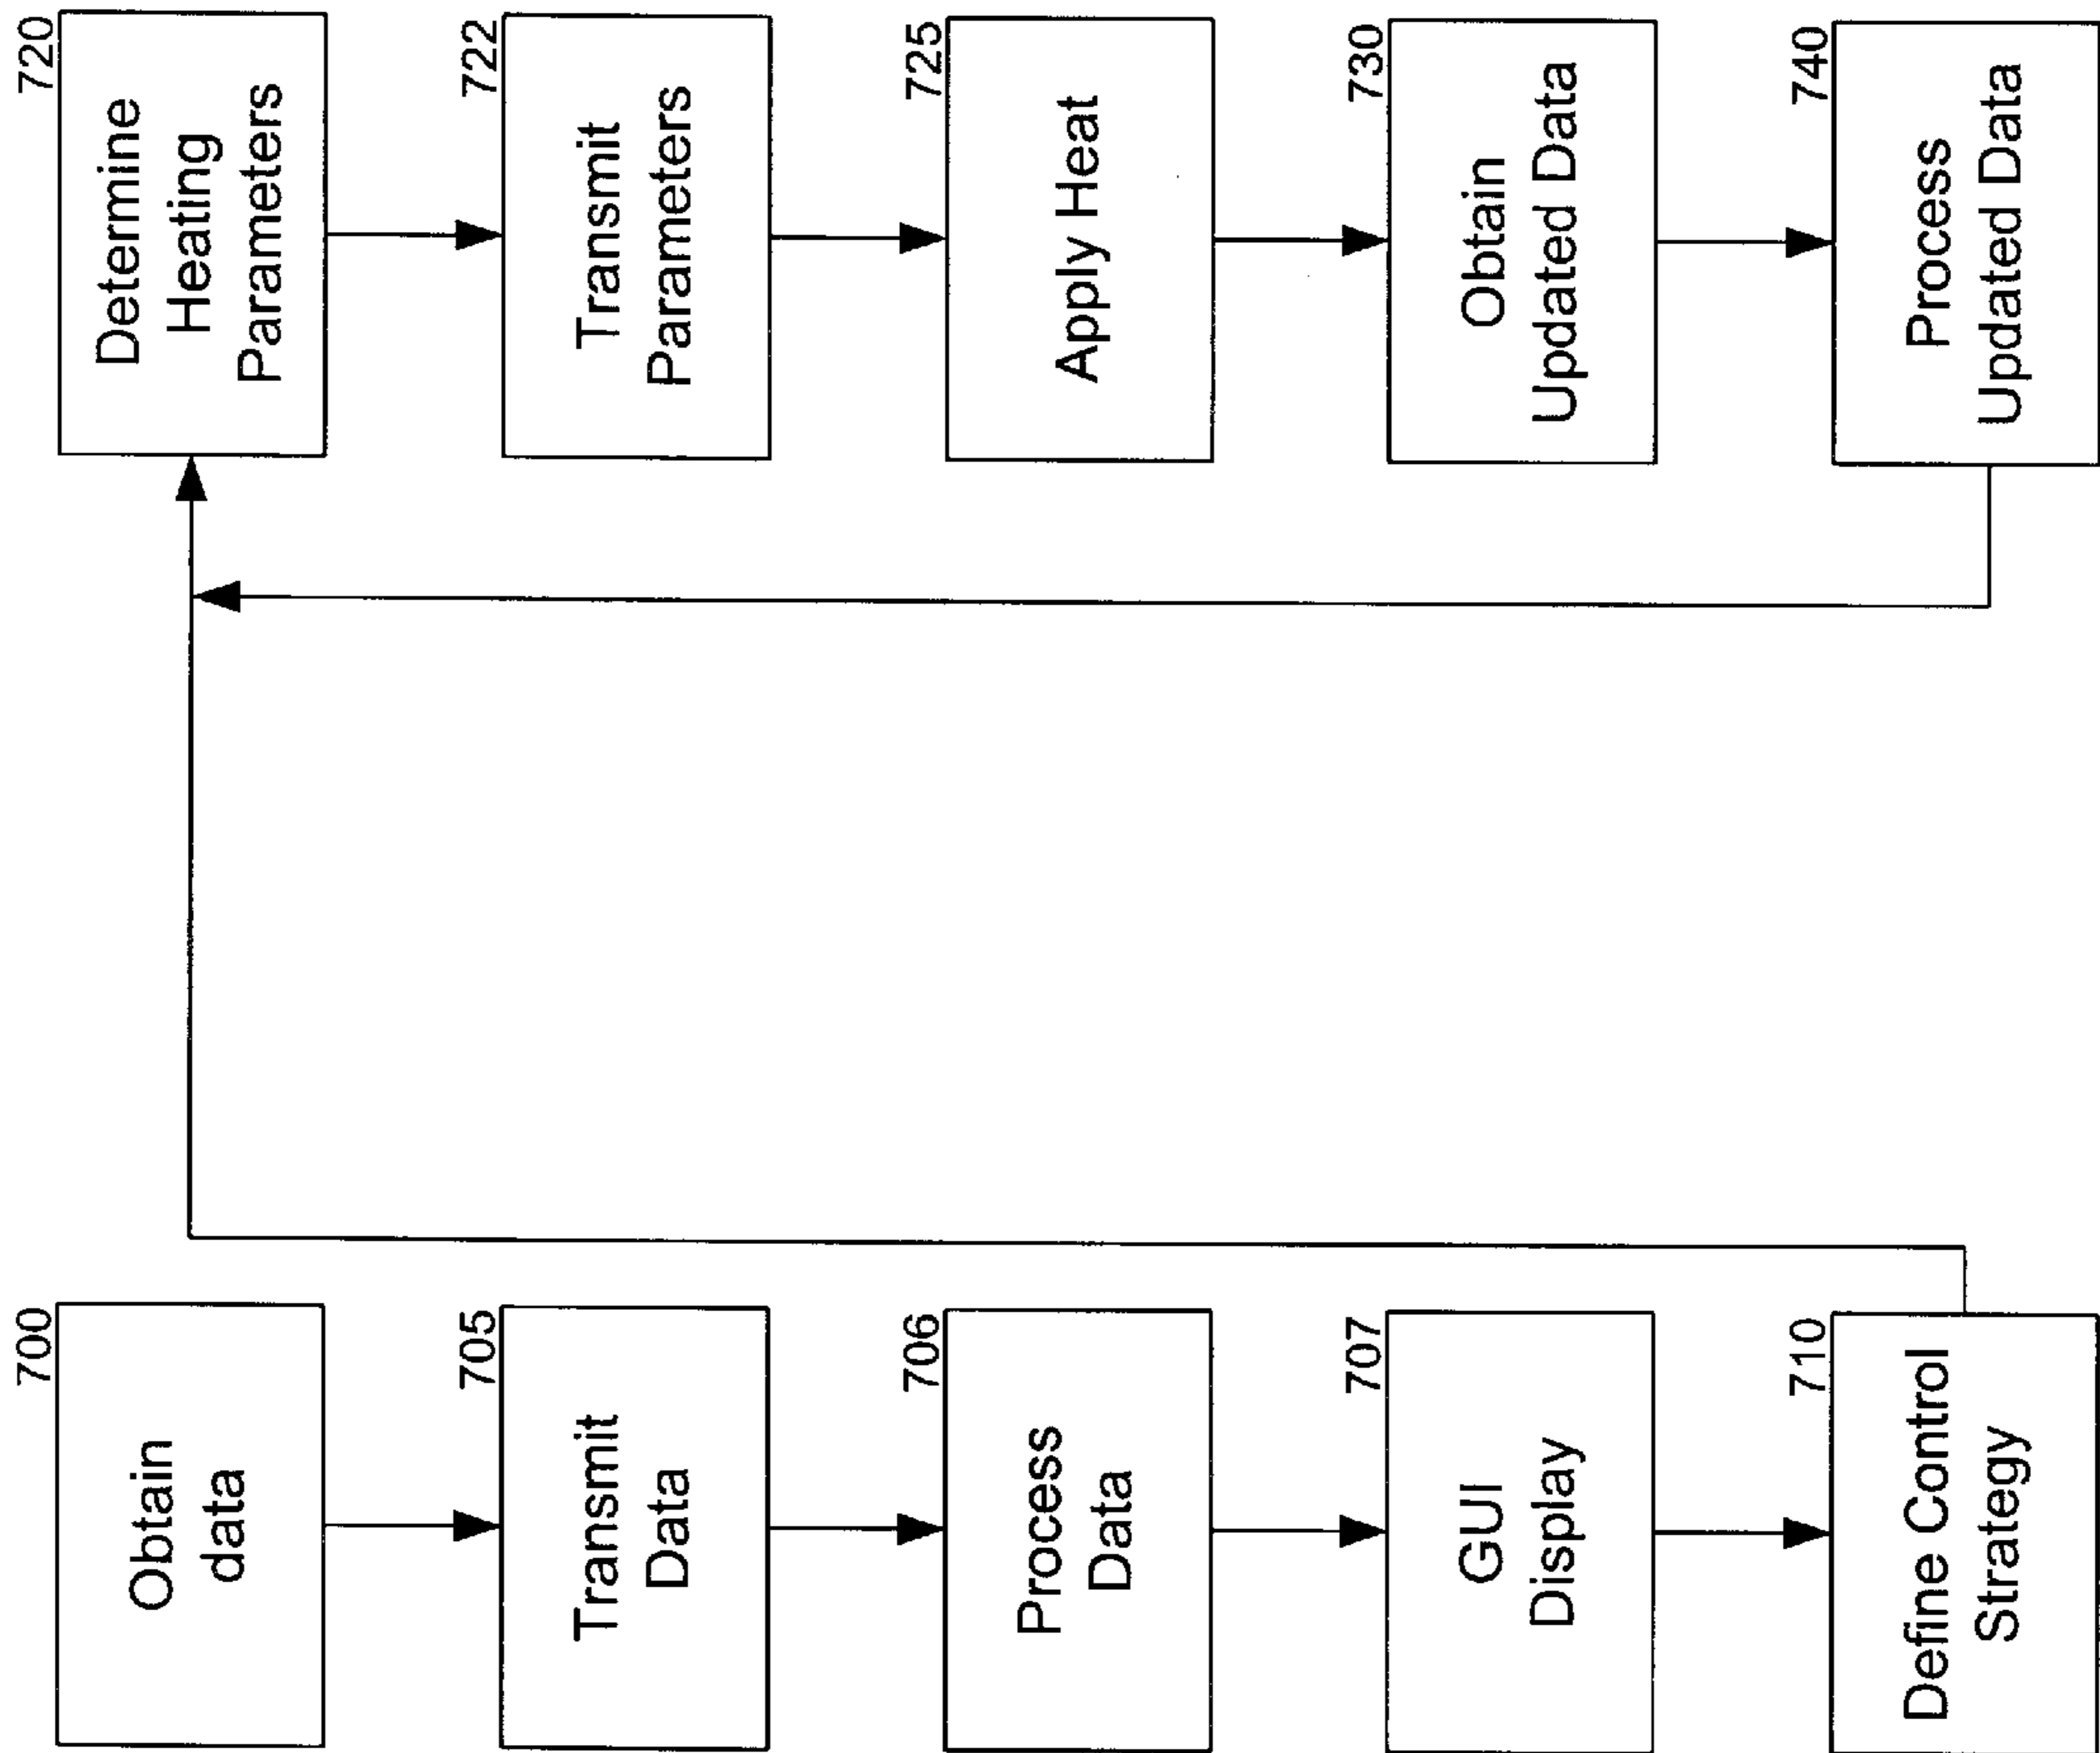 700
Obtain
data
705
Transmit
Data
706
Process
Data
707
GUI
Display
710
Define Control
Strategy
720
Determine
Heating
Parameters
722
Transmit
Parameters
725
Apply Heat
730
Obtain
Updated Data
740
Process
Updated Data